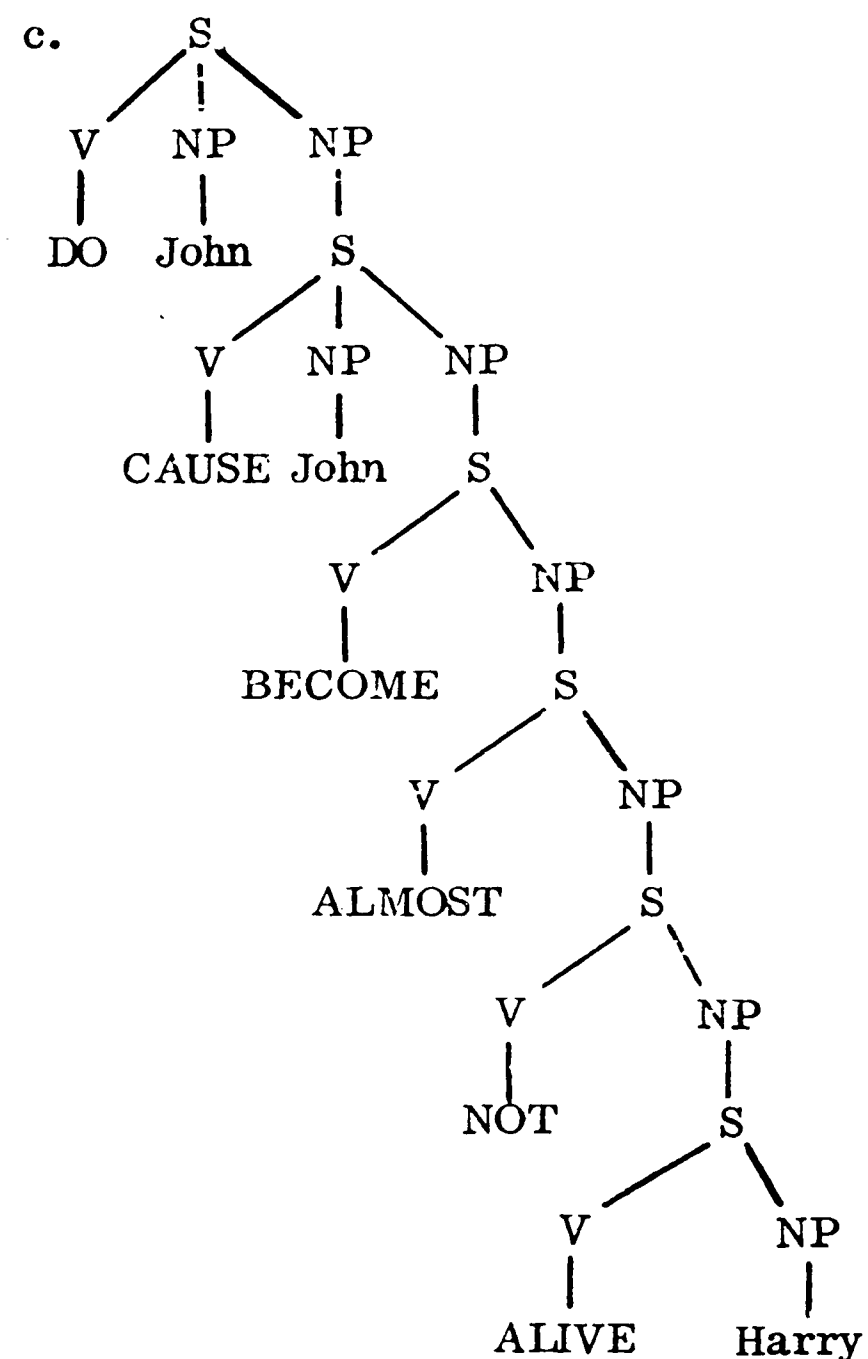 c. S
V NP NP
DO John S
V NP NP
CAUSE John S
V NP
BECOME S
V NP
ALMOST S
V NP
NOT S
V NP
ALIVE Harry